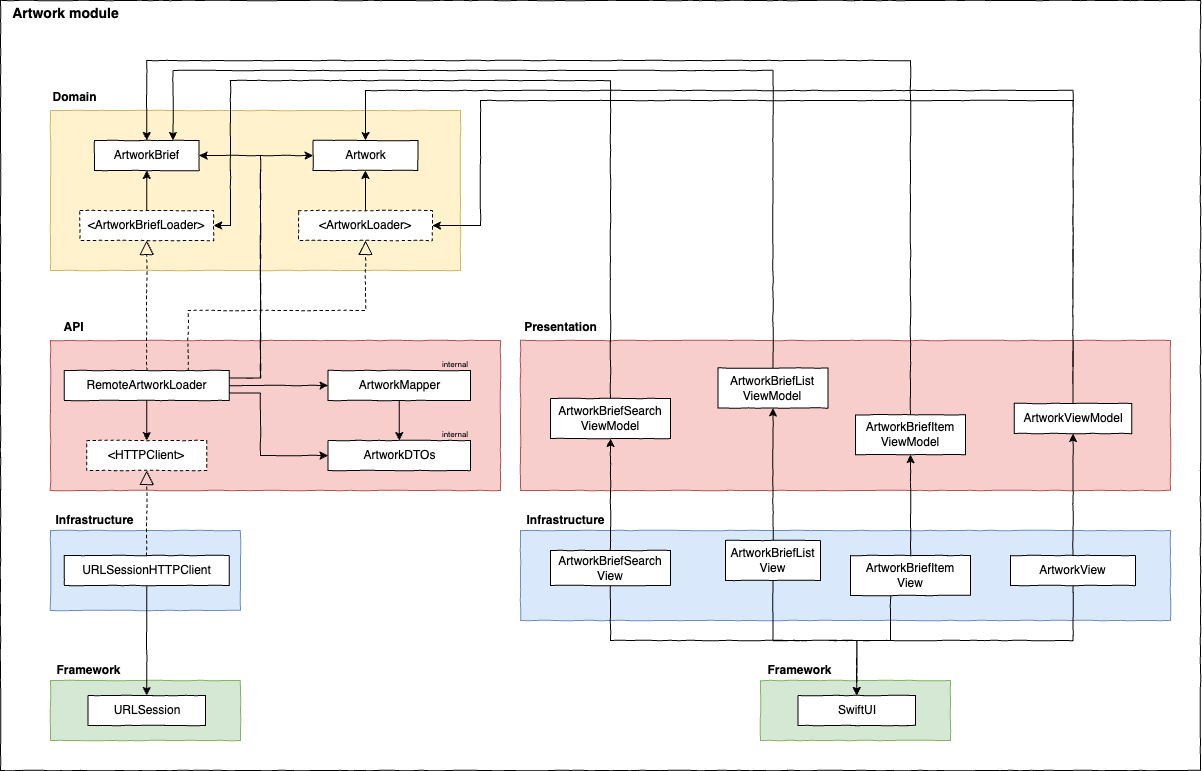 Artwork module
Domain
ArtworkBrief
Artwork
<ArtworkBriefLoader>
<ArtworkLoader>
API
RemoteArtworkLoader
internal
ArtworkMapper
<HTTPClient>
internal
ArtworkDTOs
Presentation
ArtworkBriefSearch
ViewModel
ArtworkBriefList
ViewModel
ArtworkBriefItem
ViewModel
ArtworkViewModel
Infrastructure
URLSessionHTTPClient
Infrastructure
ArtworkBriefSearch
View
ArtworkBriefList
View
ArtworkBriefItem
View
ArtworkView
Framework
URLSession
Framework
SwiftUI